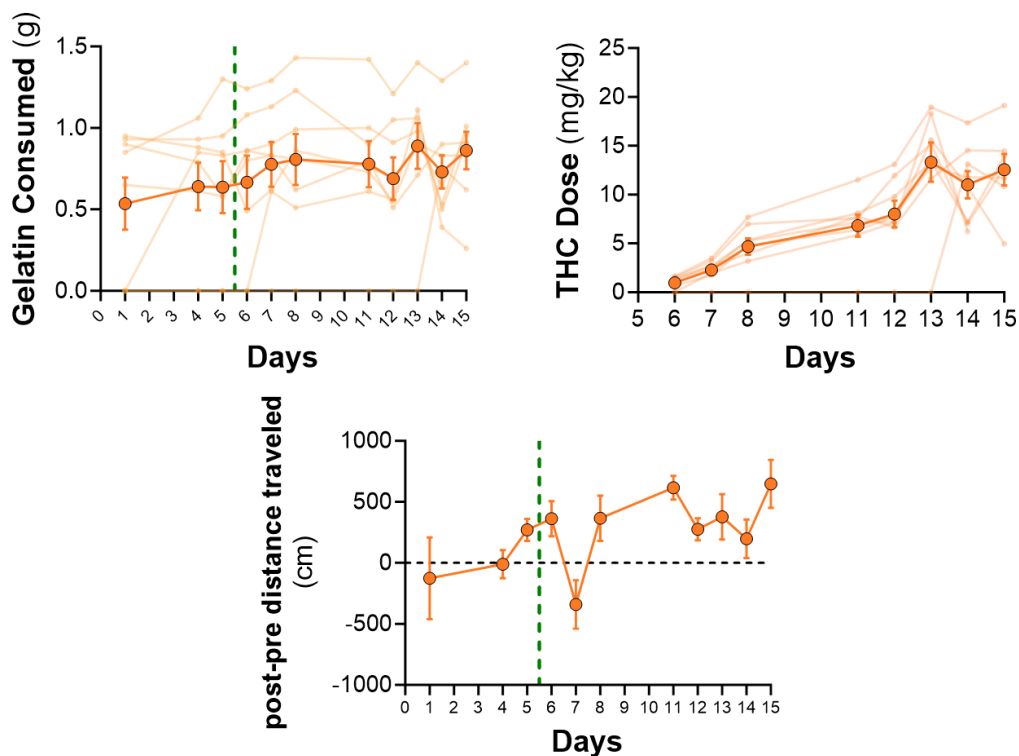 Gelatin Consumed (g)
1.5
1.0
0.5
0.0
0 1 2 3 4 5 6 7 8 9 10 11 12 13 14 15
Days
THC Dose (mg/kg)
25
20
15
10
5
0
5 6 7 8 9 10 11 12 13 14 15
Days
post-pre distance traveled
(cm)
1000
500
0
-500
-1000
0 1 2 3 4 5 6 7 8 9 10 11 12 13 14 15
Days